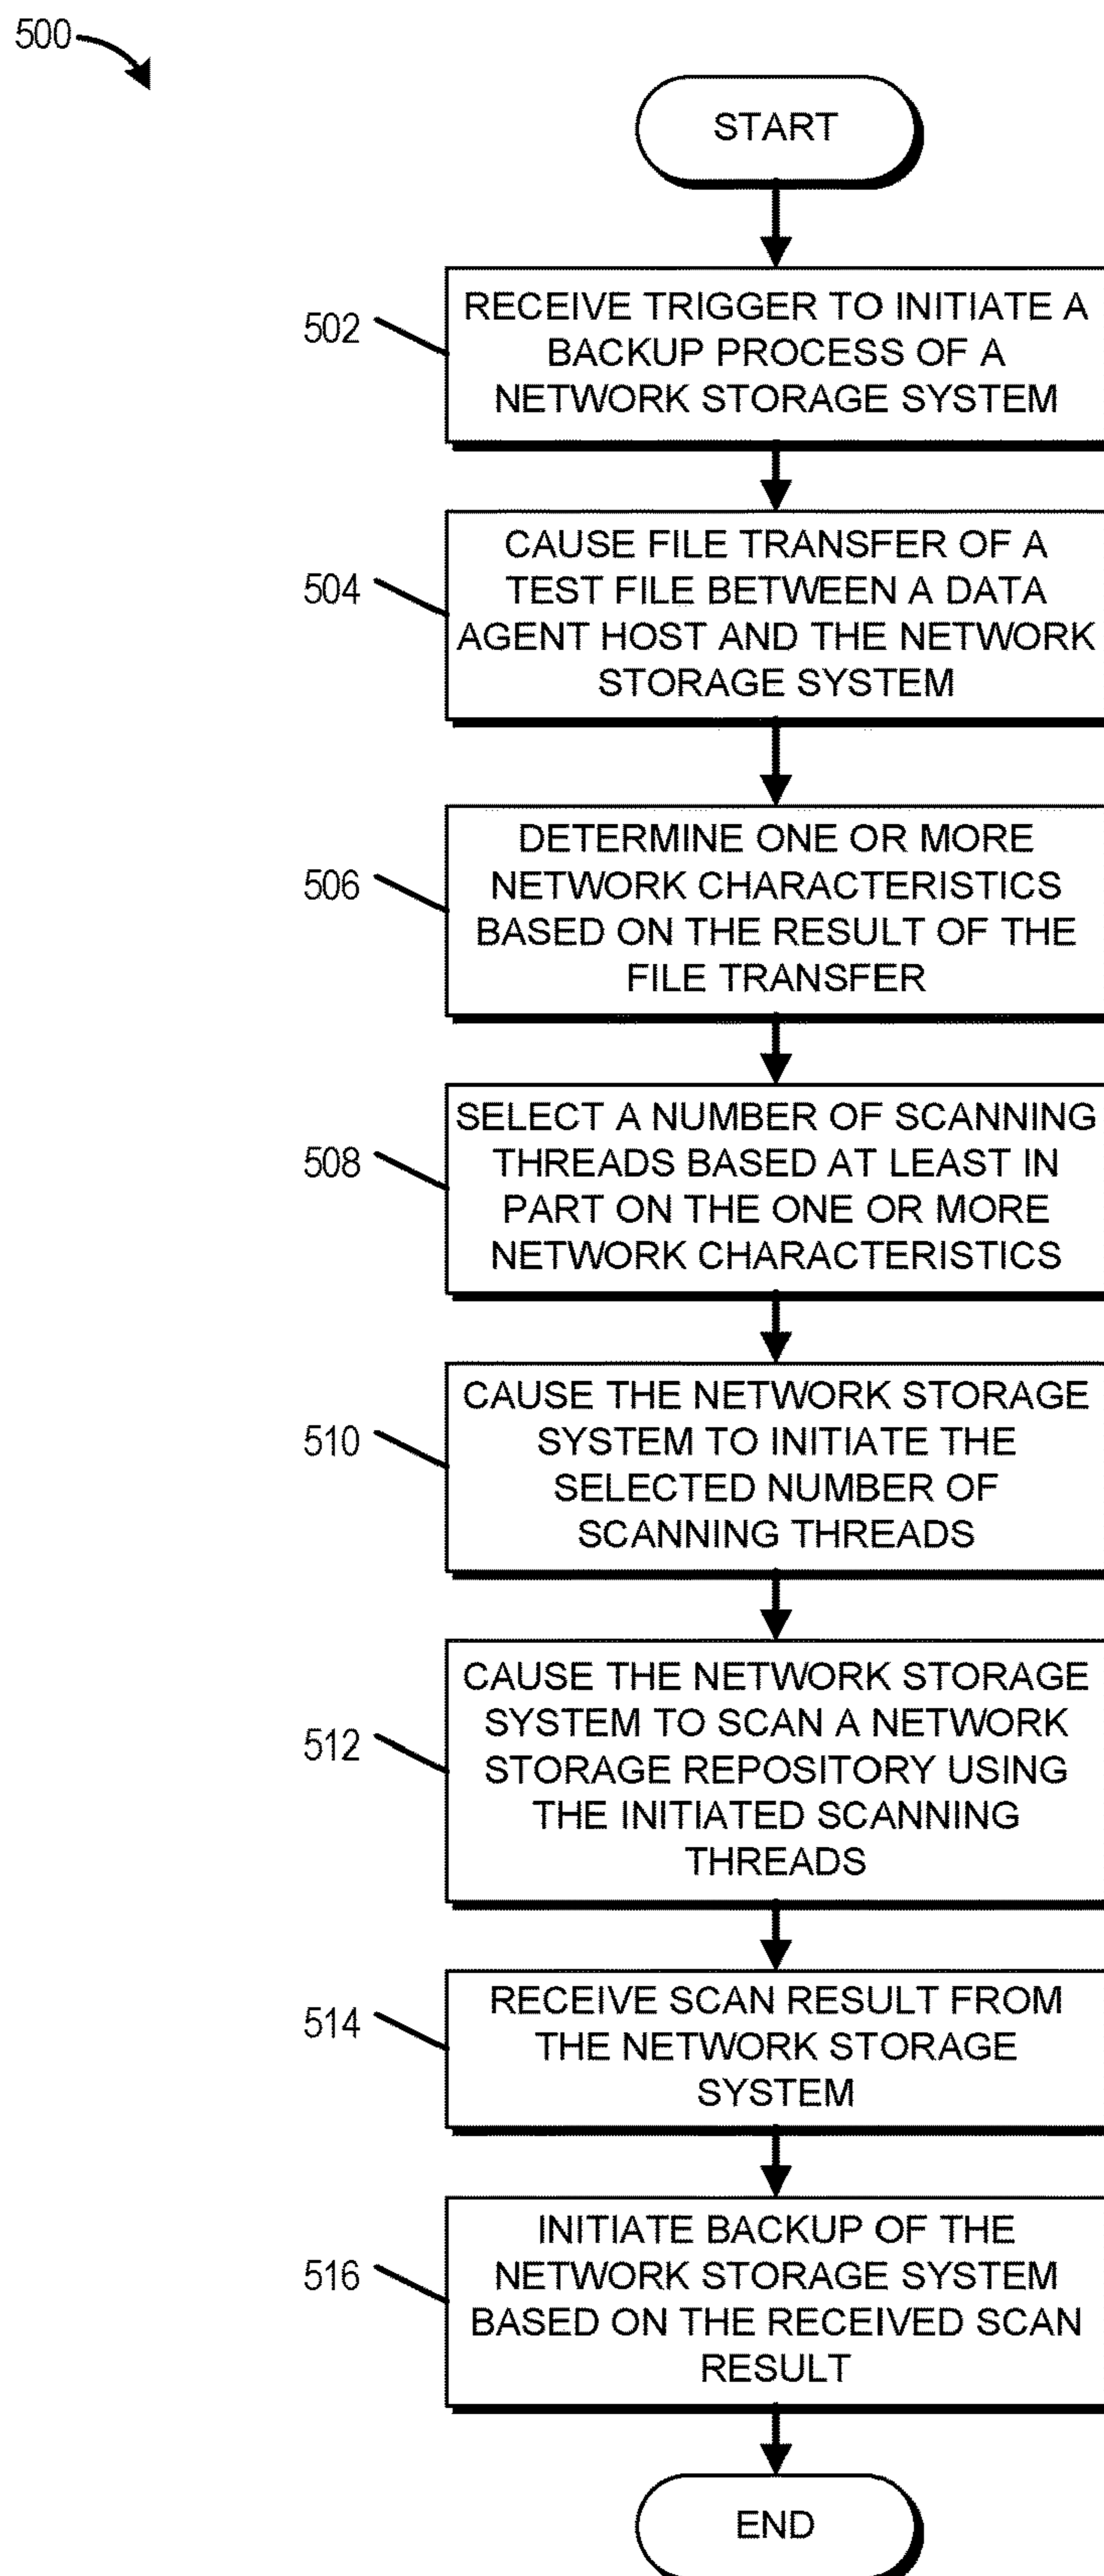 500
START
502
RECEIVE TRIGGER TO INITIATE A
BACKUP PROCESS OF A
NETWORK STORAGE SYSTEM
504
CAUSE FILE TRANSFER OF A
TEST FILE BETWEEN A DATA
AGENT HOST AND THE NETWORK
STORAGE SYSTEM
506
DETERMINE ONE OR MORE
NETWORK CHARACTERISTICS
BASED ON THE RESULT OF THE
FILE TRANSFER
508
SELECT A NUMBER OF SCANNING
THREADS BASED AT LEAST IN
PART ON THE ONE OR MORE
NETWORK CHARACTERISTICS
510
CAUSE THE NETWORK STORAGE
SYSTEM TO INITIATE THE
SELECTED NUMBER OF
SCANNING THREADS
512
CAUSE THE NETWORK STORAGE
SYSTEM TO SCAN A NETWORK
STORAGE REPOSITORY USING
THE INITIATED SCANNING
THREADS
514
RECEIVE SCAN RESULT FROM
THE NETWORK STORAGE
SYSTEM
516
INITIATE BACKUP OF THE
NETWORK STORAGE SYSTEM
BASED ON THE RECEIVED SCAN
RESULT
END